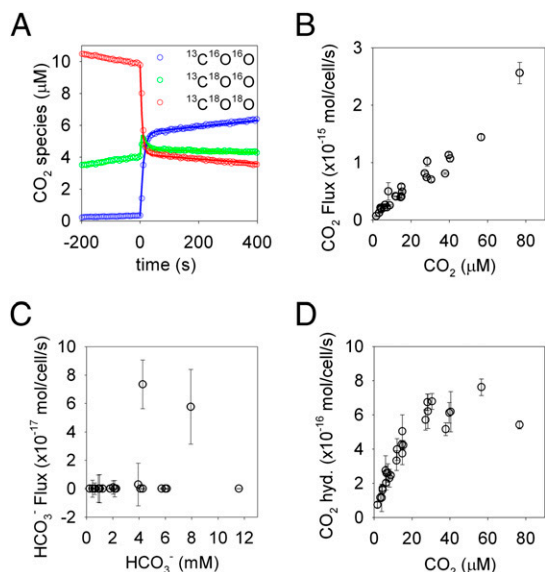 A
CO₂ species (μM)
10
8
6
4
2
0
¹³C¹⁶O¹⁶O
¹³C¹⁸O¹⁶O
¹³C¹⁸O¹⁸O
-200 0 200 400
time (s)
B
CO₂ Flux (x10⁻¹⁵ mol/cell/s)
3
2
1
0
0 20 40 60 80
CO₂ (μM)
C
HCO₃⁻ Flux (x10⁻¹⁷ mol/cell/s)
10
8
6
4
2
0
-2
0 2 4 6 8 10 12
HCO₃⁻ (mM)
D
CO₂ hyd. (x10⁻¹⁶ mol/cell/s)
10
8
6
4
2
0
0 20 40 60 80
CO₂ (μM)